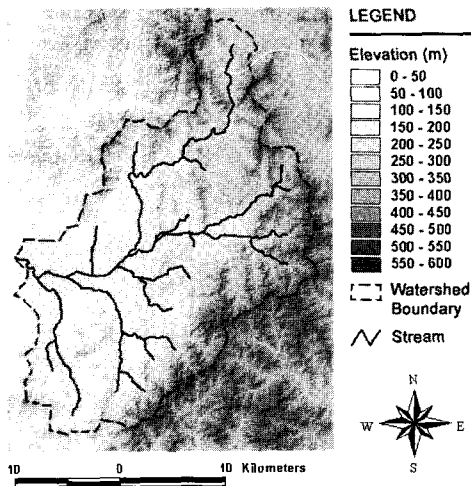 LEGEND
Elevation (m)
0 - 50
50 - 100
100 - 150
150 - 200
200 - 250
250 - 300
300 - 350
350 - 400
400 - 450
450 - 500
500 - 550
550 - 600
Watershed
Boundary
Stream
N
W E
S
10 0 10 Kilometers